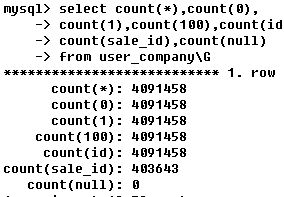 mysql> select count(*),count(0),
-> count(1),count(100),count(id
-> count(sale_id),count(null)
-> from user_company\G
*************************** 1. row
count(*): 4091458
count(0): 4091458
count(1): 4091458
count(100): 4091458
count(id): 4091458
count(sale_id): 403643
count(null): 0